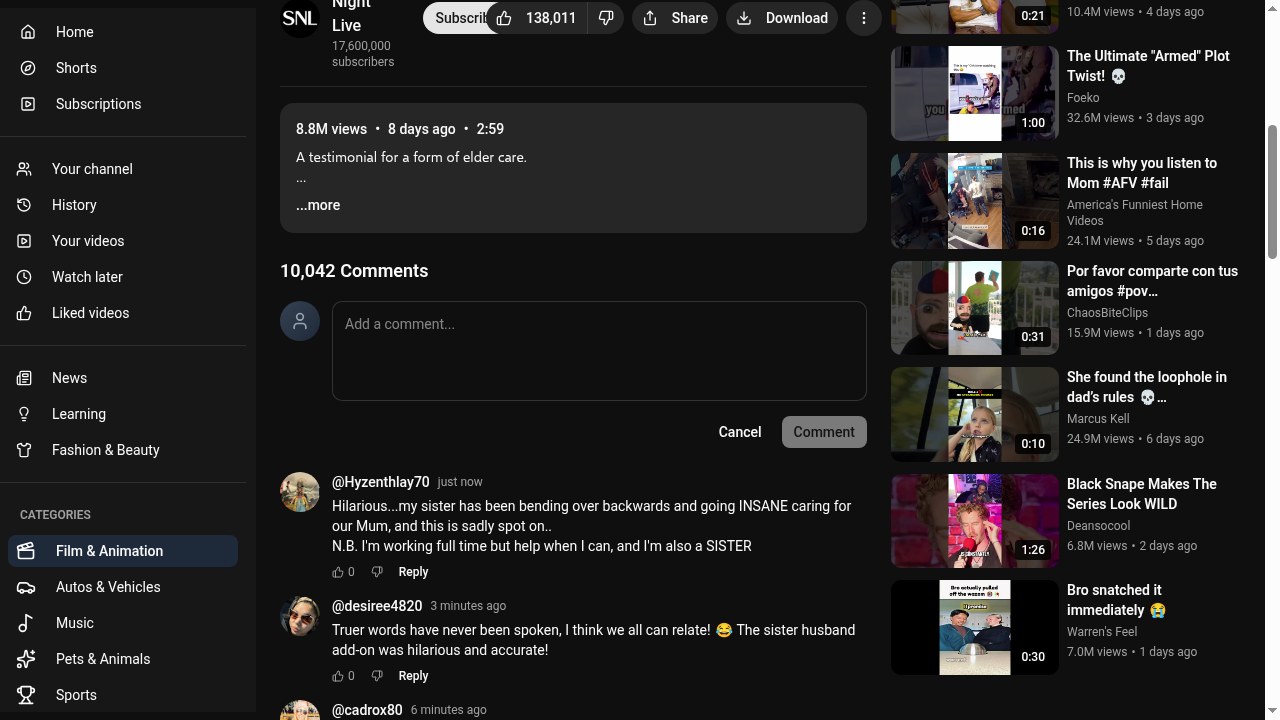 Home
Shorts
Subscriptions
Your channel
History
Your videos
Watch later
Liked videos
News
Learning
Fashion & Beauty
CATEGORIES
Film & Animation
Autos & Vehicles
Music
Pets & Animals
Sports
SNL
Night
Live
17,600,000
subscribers
138,011
Share
Download
8.8M views • 8 days ago • 2:59
A testimonial for a form of elder care.
...
...more
10,042 Comments
Add a comment...
Cancel
Comment
@Hyzenthlay70 just now
Hilarious...my sister has been bending over backwards and going INSANE caring for
our Mum, and this is sadly spot on..
N.B. I'm working full time but help when I can, and I'm also a SISTER
0
Reply
@desiree4820 3 minutes ago
Truer words have never been spoken, I think we all can relate! 😂 The sister husband
add-on was hilarious and accurate!
0
Reply
@cadrox80 6 minutes ago
0:21
10.4M views • 4 days ago
1:00
The Ultimate "Armed" Plot
Twist! 💀
Foeko
32.6M views • 3 days ago
0:16
This is why you listen to
Mom #AFV #fail
America's Funniest Home
Videos
24.1M views • 5 days ago
0:31
Por favor comparte con tus
amigos #pov…
ChaosBiteClips
15.9M views • 1 days ago
0:10
She found the loophole in
dad's rules 💀…
Marcus Kell
24.9M views • 6 days ago
1:26
Black Snape Makes The
Series Look WILD
Deansocool
6.8M views • 2 days ago
Bro actually pulled
off the
I promise
0:30
Bro snatched it
immediately 😭
Warren's Feel
7.0M views • 1 days ago